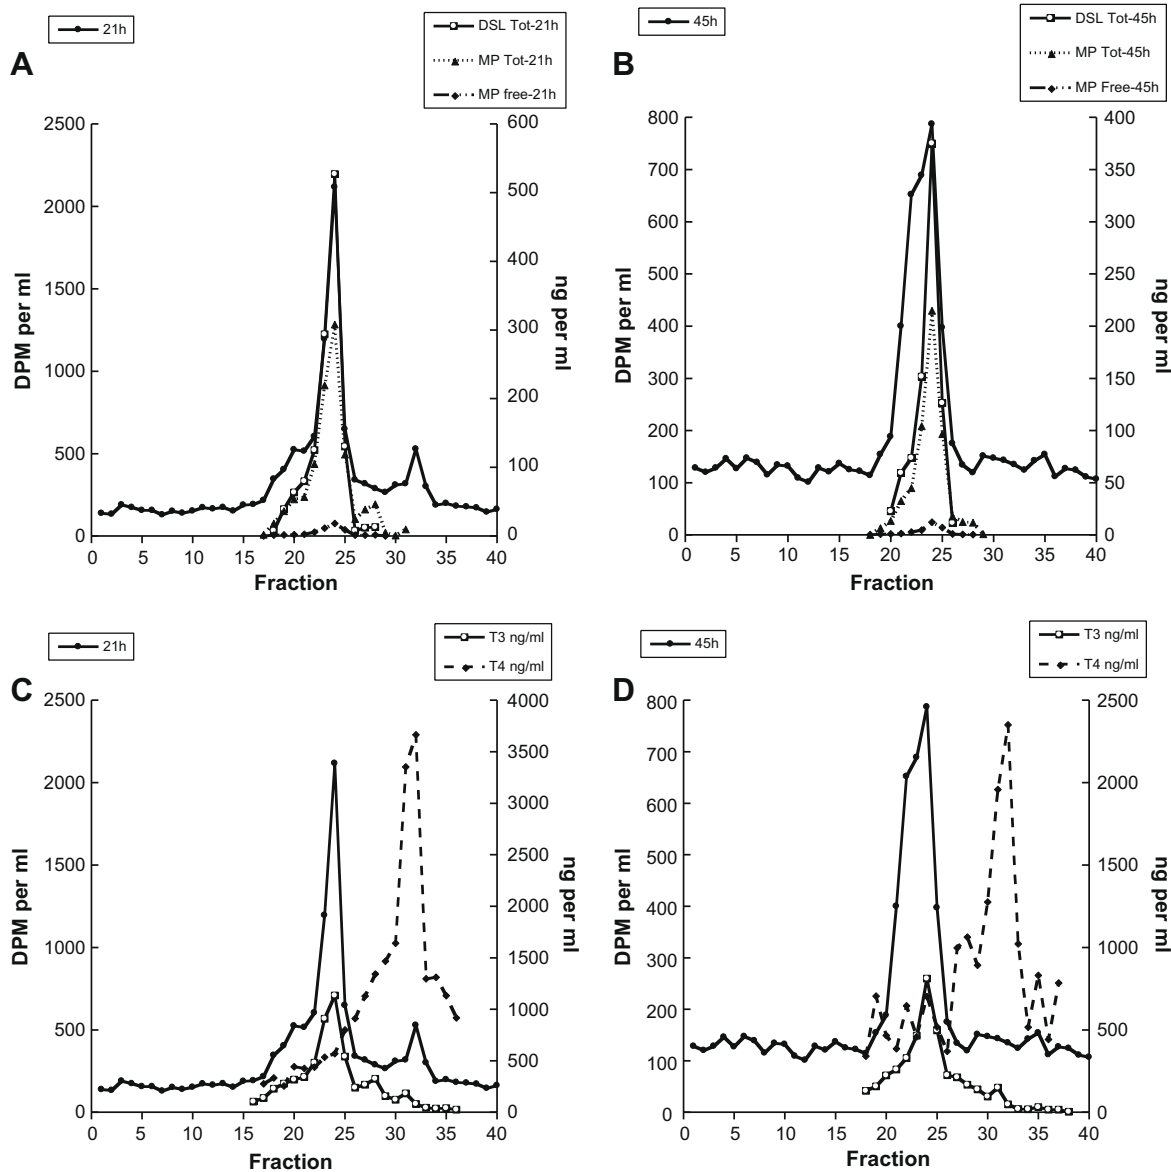 21h
DSL Tot-21h
MP Tot-21h
MP free-21h
A
2500
2000
1500
1000
500
0
600
500
400
300
200
100
0
DPM per ml
ng per ml
0 5 10 15 20 25 30 35 40
Fraction
45h
DSL Tot-45h
MP Tot-45h
MP Free-45h
B
800
700
600
500
400
300
200
100
0
400
350
300
250
200
150
100
50
0
DPM per ml
ng per ml
0 5 10 15 20 25 30 35 40
Fraction
21h
T3 ng/ml
T4 ng/ml
C
2500
2000
1500
1000
500
0
4000
3500
3000
2500
2000
1500
1000
500
0
DPM per ml
ng per ml
0 5 10 15 20 25 30 35 40
Fraction
45h
T3 ng/ml
T4 ng/ml
D
800
700
600
500
400
300
200
100
0
2500
2000
1500
1000
500
0
DPM per ml
ng per ml
0 5 10 15 20 25 30 35 40
Fraction